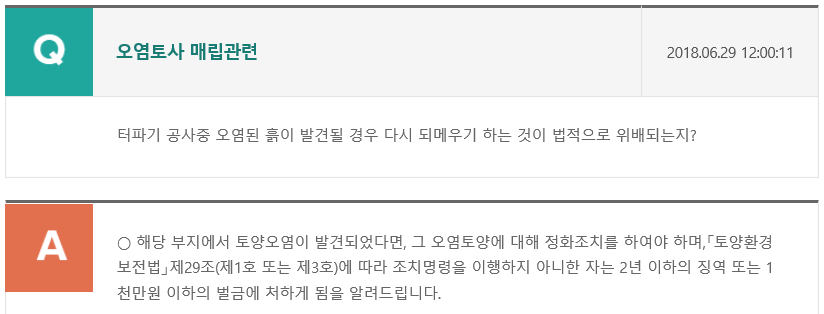 Q
오염토사 매립관련
2018.06.29 12:00:11
터파기 공사중 오염된 흙이 발견될 경우 다시 되메우기 하는 것이 법적으로 위배되는지?
A
○ 해당 부지에서 토양오염이 발견되었다면, 그 오염토양에 대해 정화조치를 하여야 하며,「토양환경
보전법」제29조(제1호 또는 제3호)에 따라 조치명령을 이행하지 아니한 자는 2년 이하의 징역 또는 1
천만원 이하의 벌금에 처하게 됨을 알려드립니다.